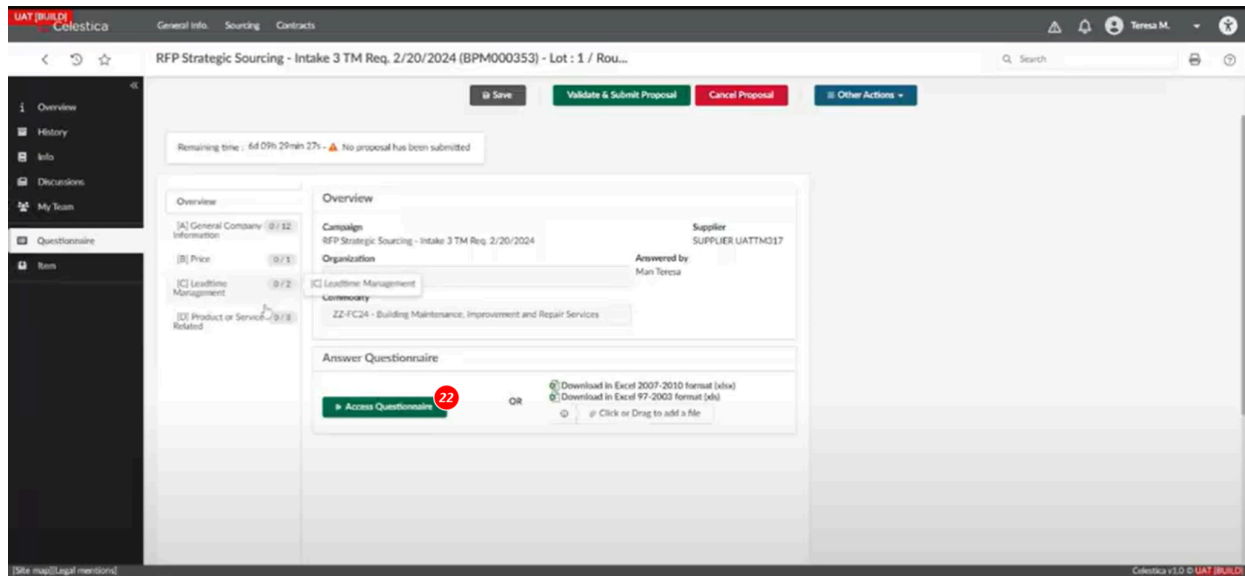 UAT [BUILD]
Celestica General Info. Sourcing Contracts Teresa M.
RFP Strategic Sourcing - Intake 3 TM Req. 2/20/2024 (BPM000353) - Lot : 1 / Rou... Search
Save Validate & Submit Proposal Cancel Proposal Other Actions
Overview
History
Info
Discussions
My Team
Questionnaire
Item
Remaining time : 6d 09h 29min 27s - No proposal has been submitted
Overview
[A] General Company Information 0 / 12
[B] Price 0 / 1
[C] Leadtime Management 0 / 2
[D] Product or Service Related 0 / 3
[C] Leadtime Management
Overview
Campaign Supplier
RFP Strategic Sourcing - Intake 3 TM Req. 2/20/2024 SUPPLIER UATTM317
Organization Answered by
Man Teresa
Commodity
ZZ-FC24 - Building Maintenance, Improvement and Repair Services
Answer Questionnaire
Access Questionnaire 22 OR
Download in Excel 2007-2010 format (xlsx)
Download in Excel 97-2003 format (xls)
Click or Drag to add a file
[Site map][Legal mentions] Celestica v1.0 © UAT [BUILD]